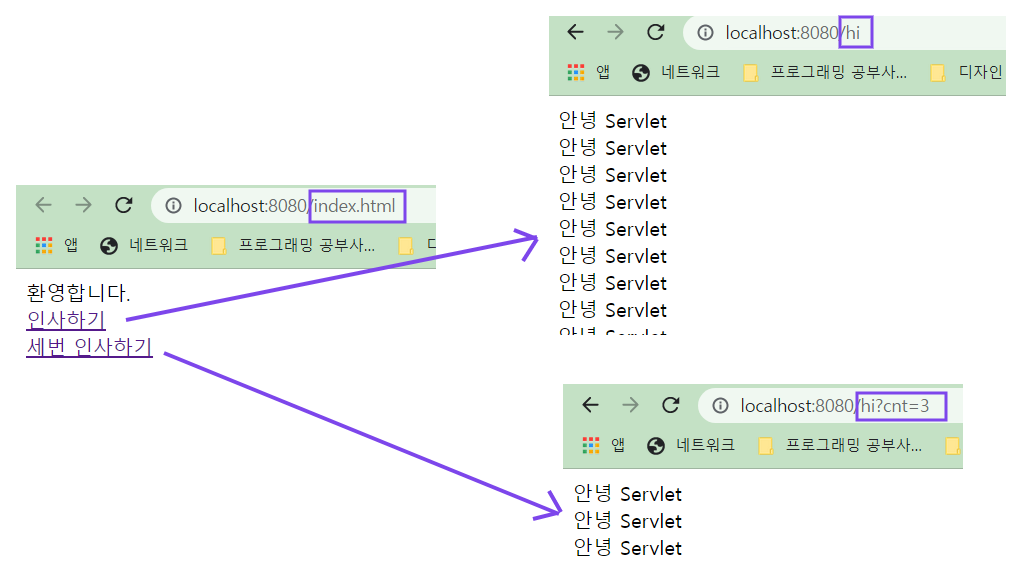 localhost:8080/index.html
앱 네트워크 프로그래밍 공부사...
환영합니다.
인사하기
세번 인사하기
localhost:8080/hi
앱 네트워크 프로그래밍 공부사... 디자인
안녕 Servlet
안녕 Servlet
안녕 Servlet
안녕 Servlet
안녕 Servlet
안녕 Servlet
안녕 Servlet
안녕 Servlet
안녕 Servlet
localhost:8080/hi?cnt=3
앱 네트워크 프로그래밍 공부사...
안녕 Servlet
안녕 Servlet
안녕 Servlet